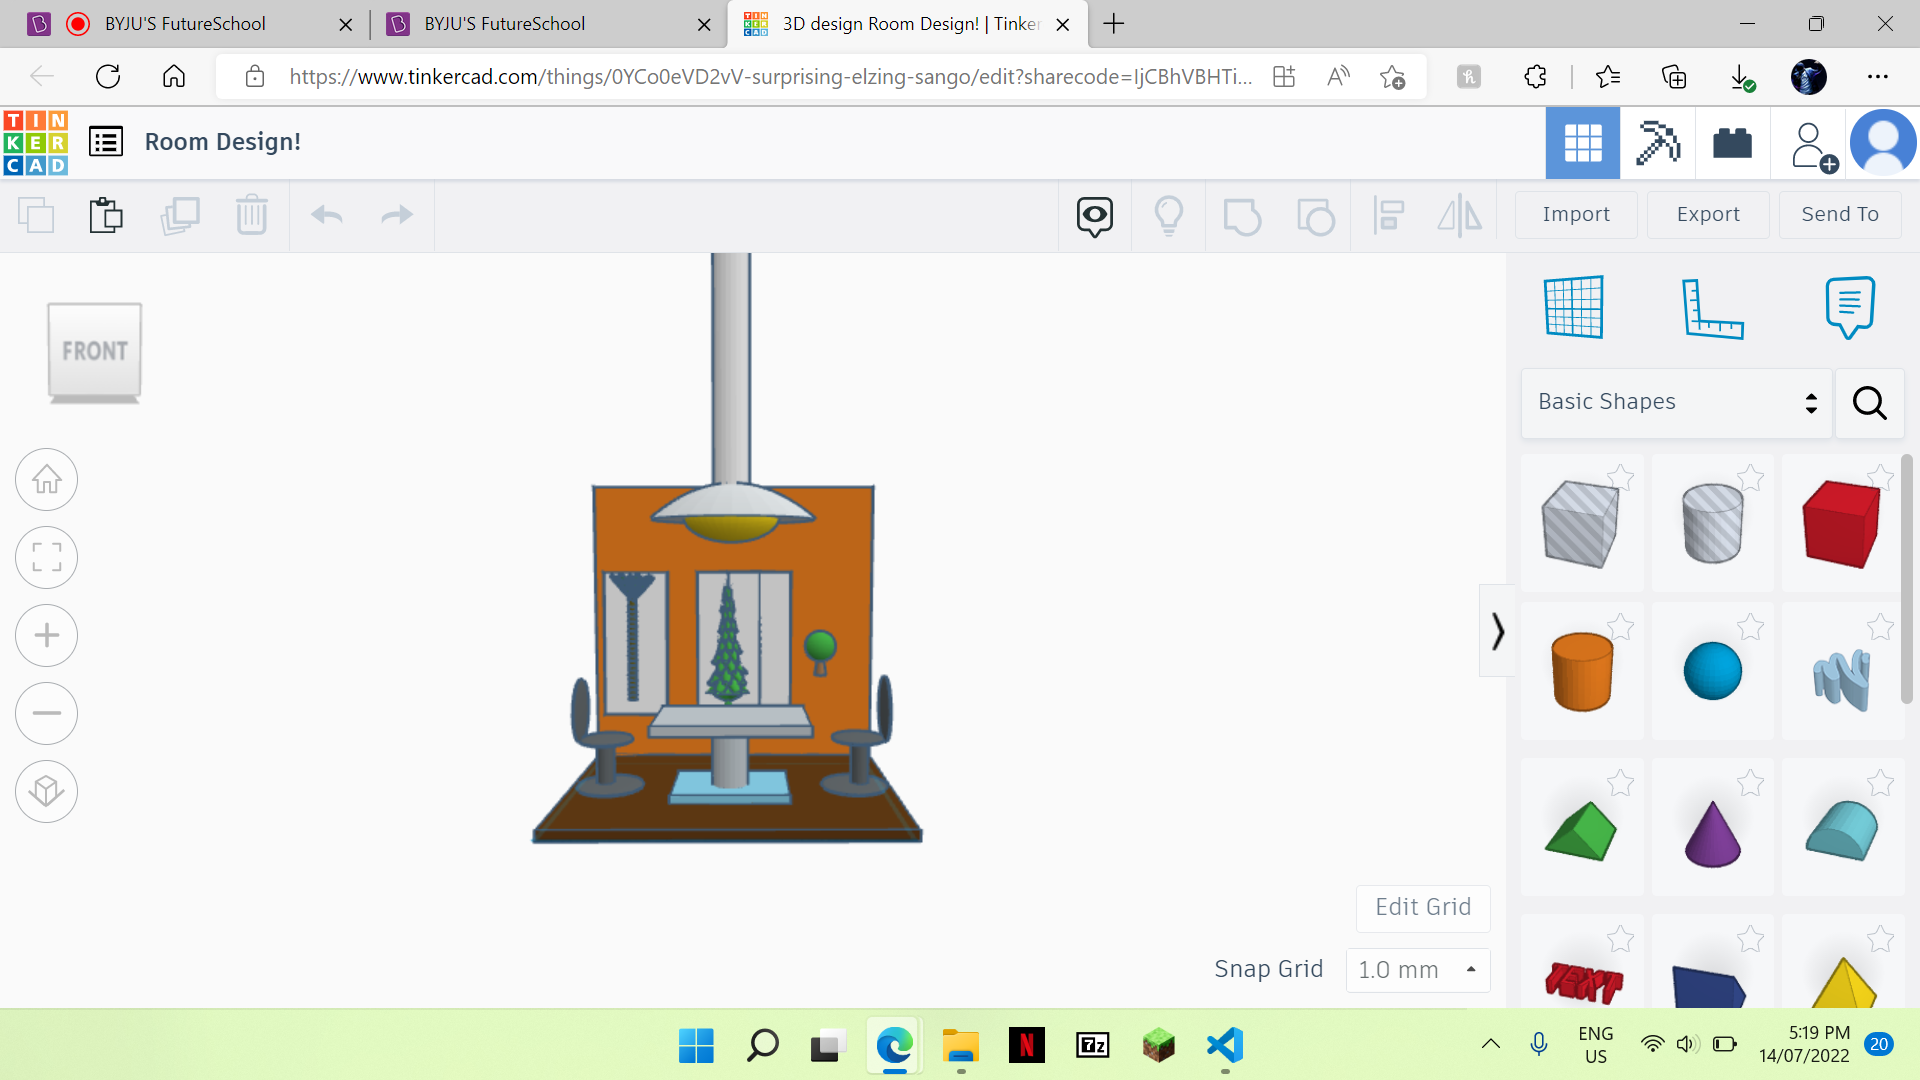 BYJU'S FutureSchool
BYJU'S FutureSchool
3D design Room Design! | Tinker
https://www.tinkercad.com/things/0YCo0eVD2vV-surprising-elzing-sango/edit?sharecode=IjCBhVBHTi...
TIN
KER
CAD
Room Design!
Import
Export
Send To
FRONT
Basic Shapes
TEXT
Edit Grid
Snap Grid
1.0 mm
N
7z
ENG
US
5:19 PM
14/07/2022
20